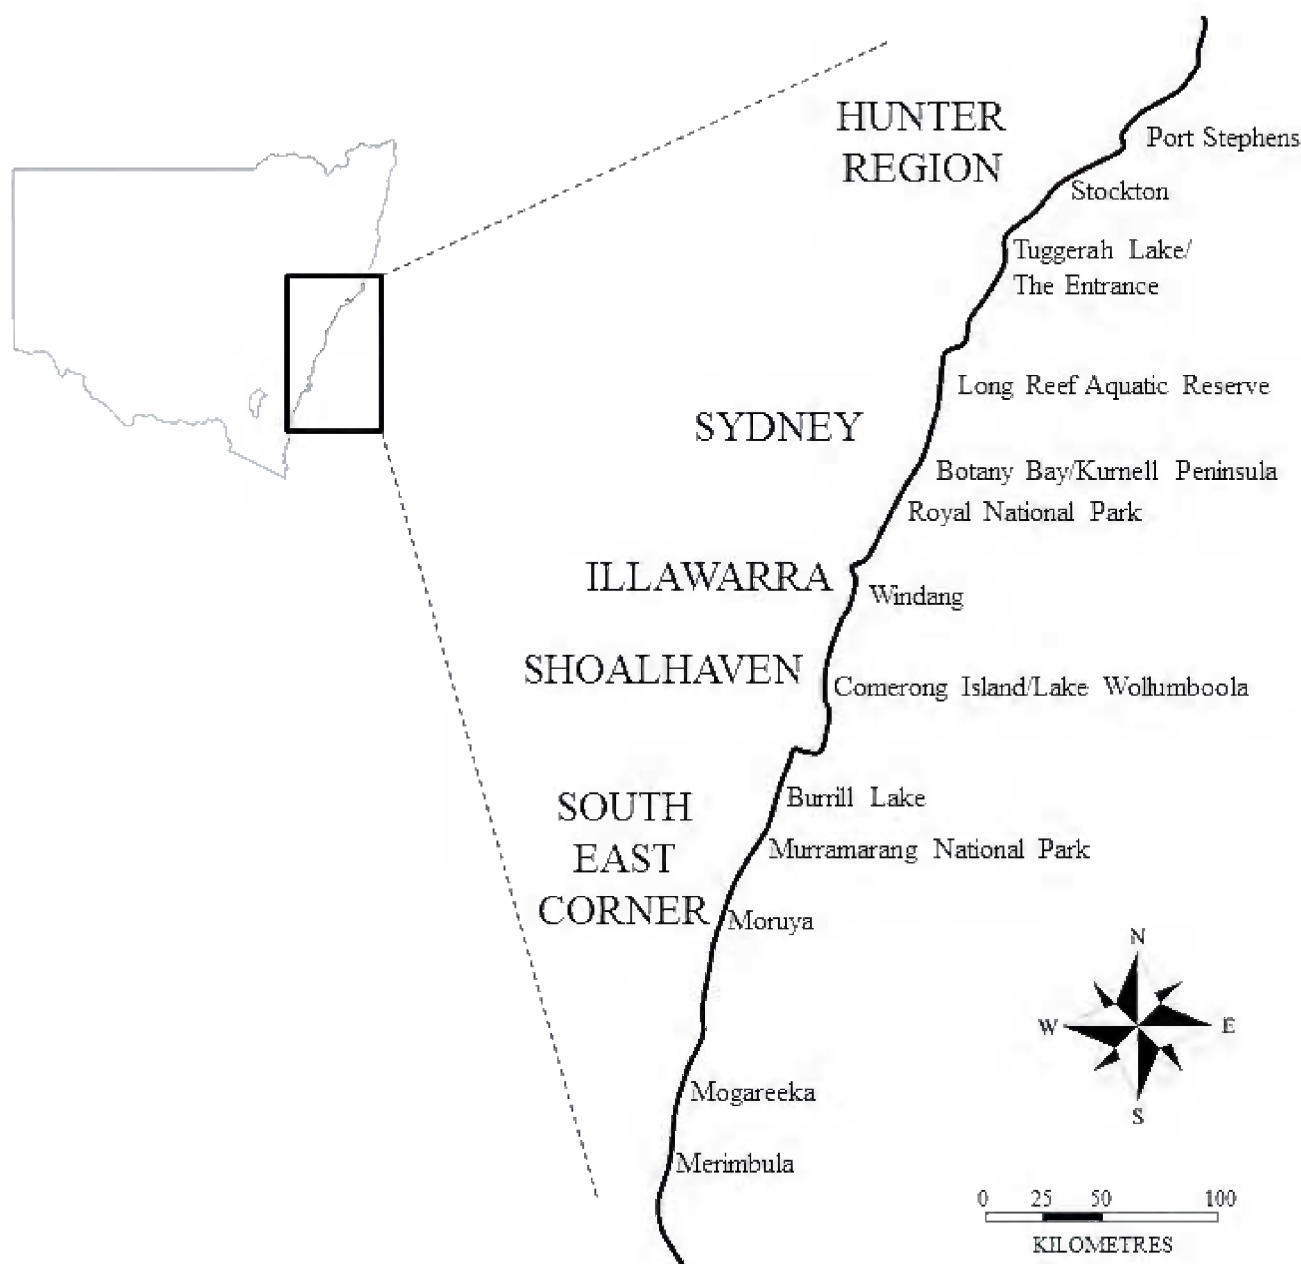 HUNTER
REGION
Port Stephens
Stockton
Tuggerah Lake/
The Entrance
Long Reef Aquatic Reserve
SYDNEY
Botany Bay/Kurnell Peninsula
Royal National Park
ILLAWARRA
Windang
SHOALHAVEN
Comerong Island/Lake Wollumboola
SOUTH
EAST
CORNER
Burrill Lake
Murramarang National Park
Moruya
N
W
E
S
Mogareeka
Merimbula
0 25 50 100
KILOMETRES